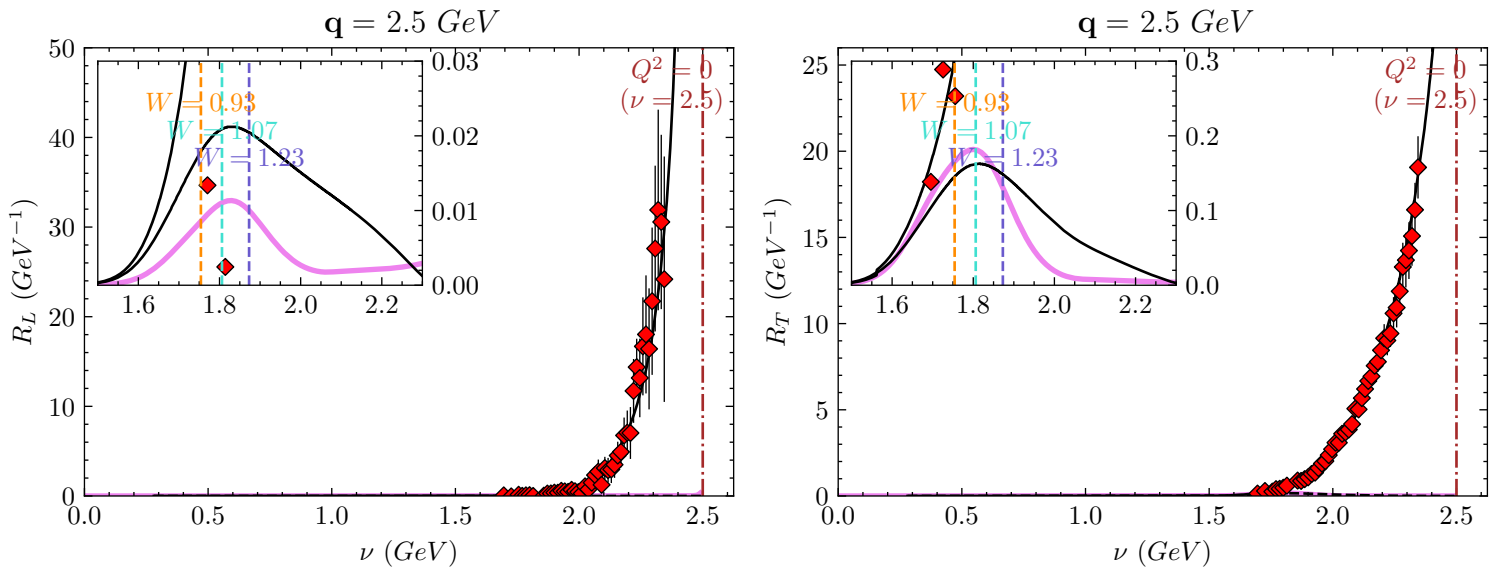 q = 2.5 GeV
50
40
30
20
10
0
R_L (GeV^{-1})
0.03
0.02
0.01
0.00
1.6 1.8 2.0 2.2
W = 0.93
W = 1.07
W = 1.23
Q^2 = 0
(ν = 2.5)
0.0 0.5 1.0 1.5 2.0 2.5
ν (GeV)
q = 2.5 GeV
25
20
15
10
5
0
R_T (GeV^{-1})
0.3
0.2
0.1
0.0
1.6 1.8 2.0 2.2
W = 0.93
W = 1.07
W = 1.23
Q^2 = 0
(ν = 2.5)
0.0 0.5 1.0 1.5 2.0 2.5
ν (GeV)